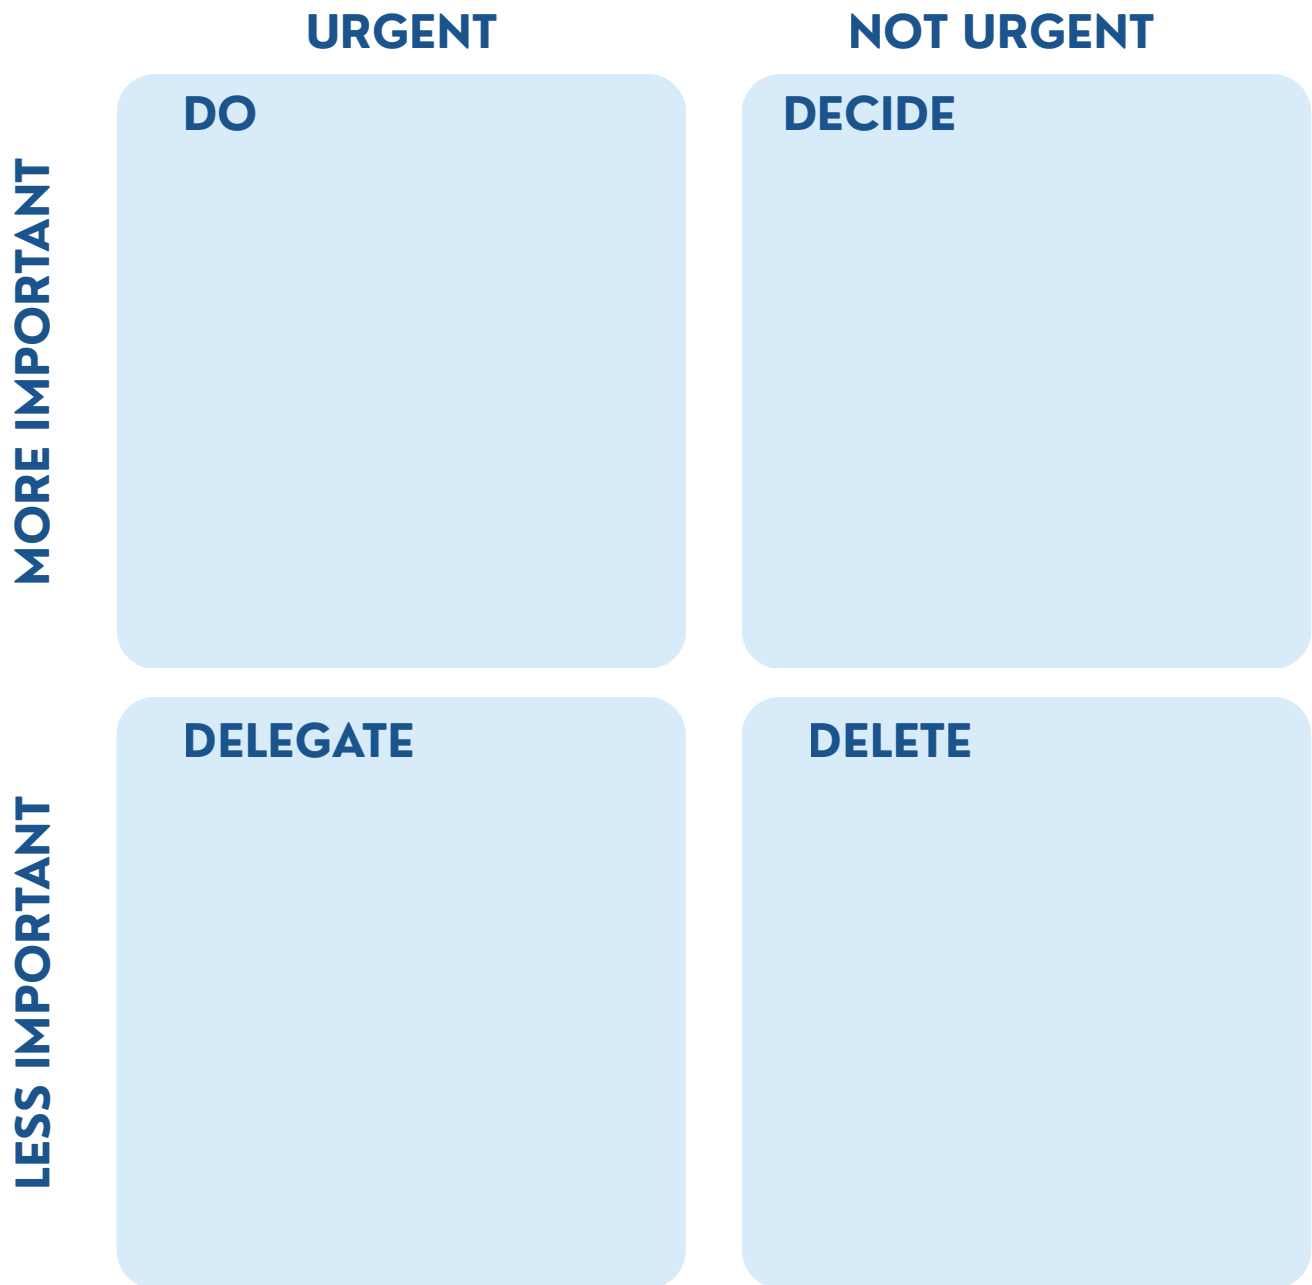 URGENT
NOT URGENT
MORE IMPORTANT
DO
DECIDE
LESS IMPORTANT
DELEGATE
DELETE